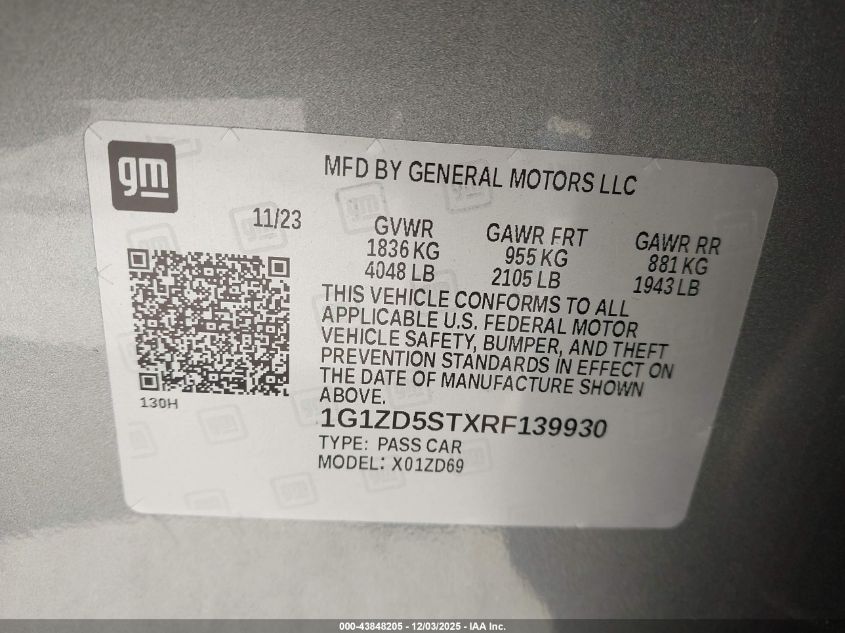 gm
MFD BY GENERAL MOTORS LLC
11/23
GVWR
1836 KG
4048 LB
GAWR FRT
955 KG
2105 LB
GAWR RR
881 KG
1943 LB
THIS VEHICLE CONFORMS TO ALL
APPLICABLE U.S. FEDERAL MOTOR
VEHICLE SAFETY, BUMPER, AND THEFT
PREVENTION STANDARDS IN EFFECT ON
THE DATE OF MANUFACTURE SHOWN
ABOVE.
130H
1G1ZD5STXRF139930
TYPE: PASS CAR
MODEL: X01ZD69
000-43848205 - 12/03/2025 - IAA Inc.